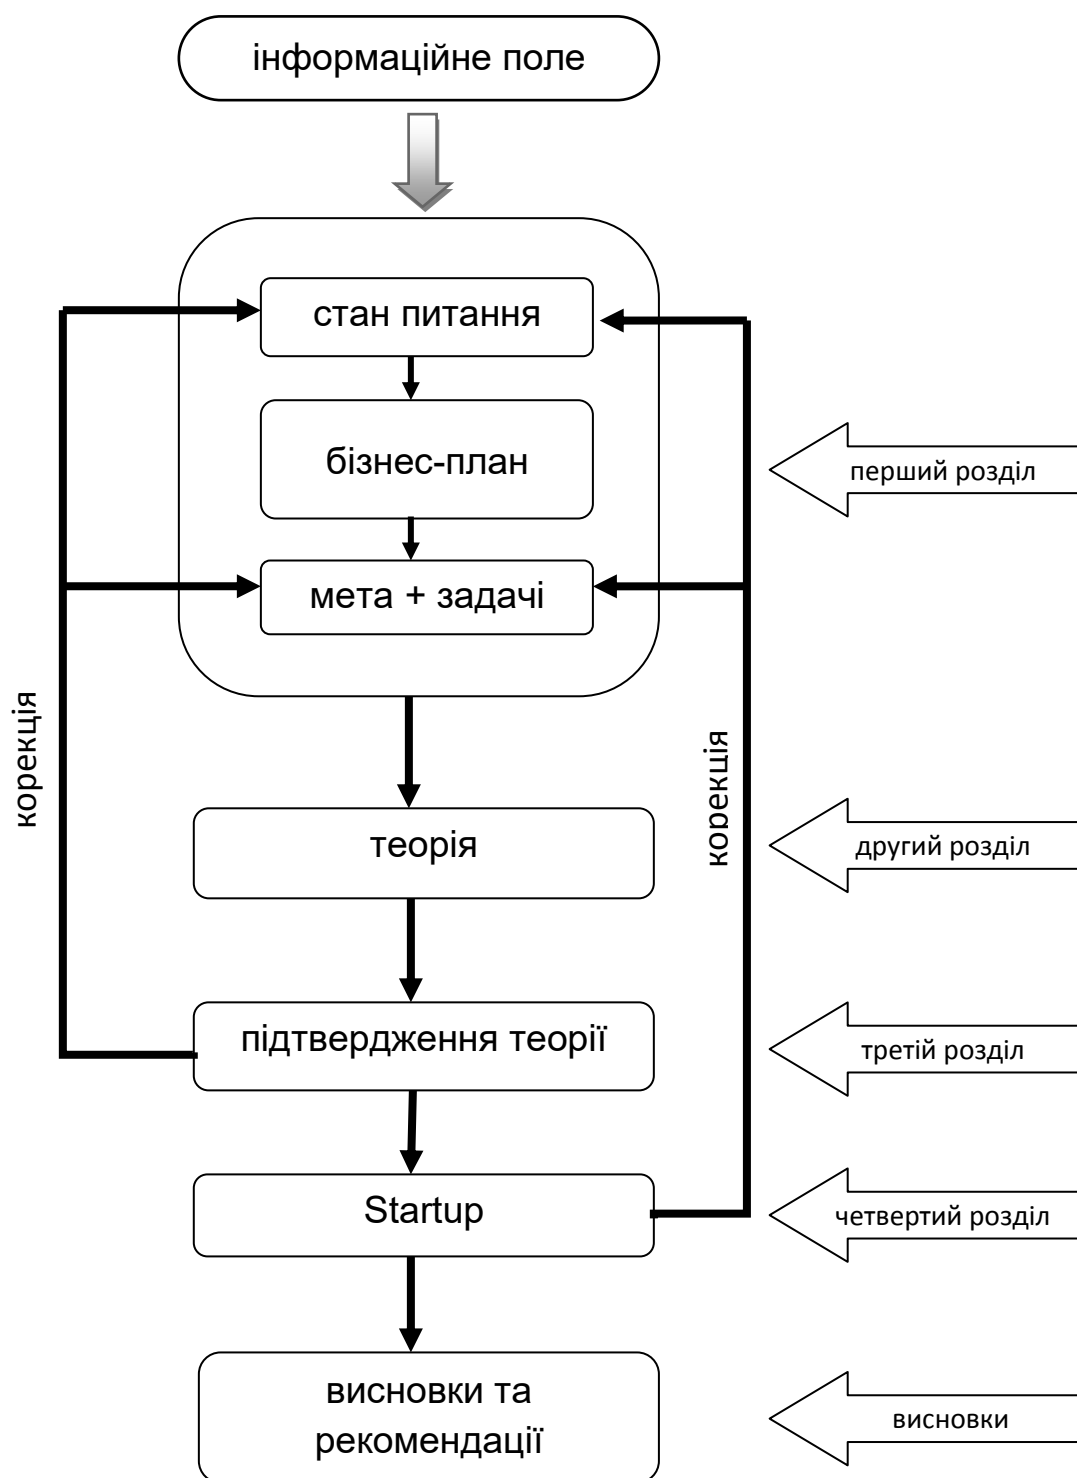 інформаційне поле
стан питання
бізнес-план
перший розділ
мета + задачі
корекція
корекція
теорія
другий розділ
підтвердження теорії
третій розділ
Startup
четвертий розділ
висновки та
рекомендації
висновки